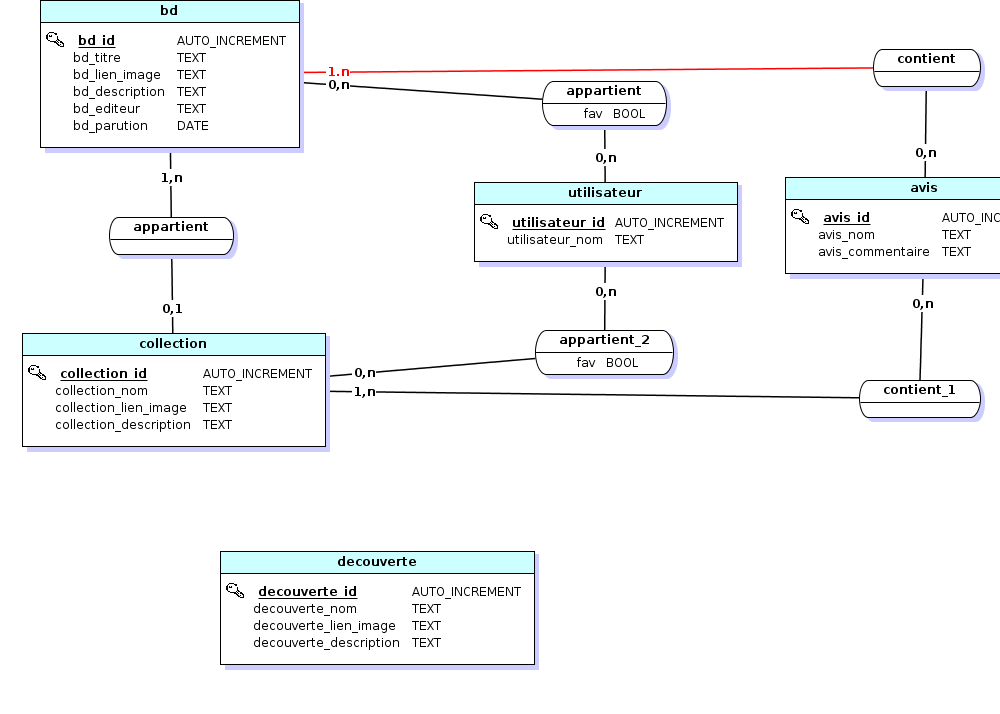 bd
bd_id AUTO_INCREMENT
bd_titre TEXT
bd_lien_image TEXT
bd_description TEXT
bd_editeur TEXT
bd_parution DATE
1.n
0,n
contient
appartient
fav BOOL
0,n
0,n
1,n
utilisateur
utilisateur_id AUTO_INCREMENT
utilisateur_nom TEXT
avis
avis_id AUTO_INC
avis_nom TEXT
avis_commentaire TEXT
appartient
0,n
0,n
0,1
appartient_2
fav BOOL
collection
collection_id AUTO_INCREMENT
collection_nom TEXT
collection_lien_image TEXT
collection_description TEXT
0,n
1,n
contient_1
decouverte
decouverte_id AUTO_INCREMENT
decouverte_nom TEXT
decouverte_lien_image TEXT
decouverte_description TEXT